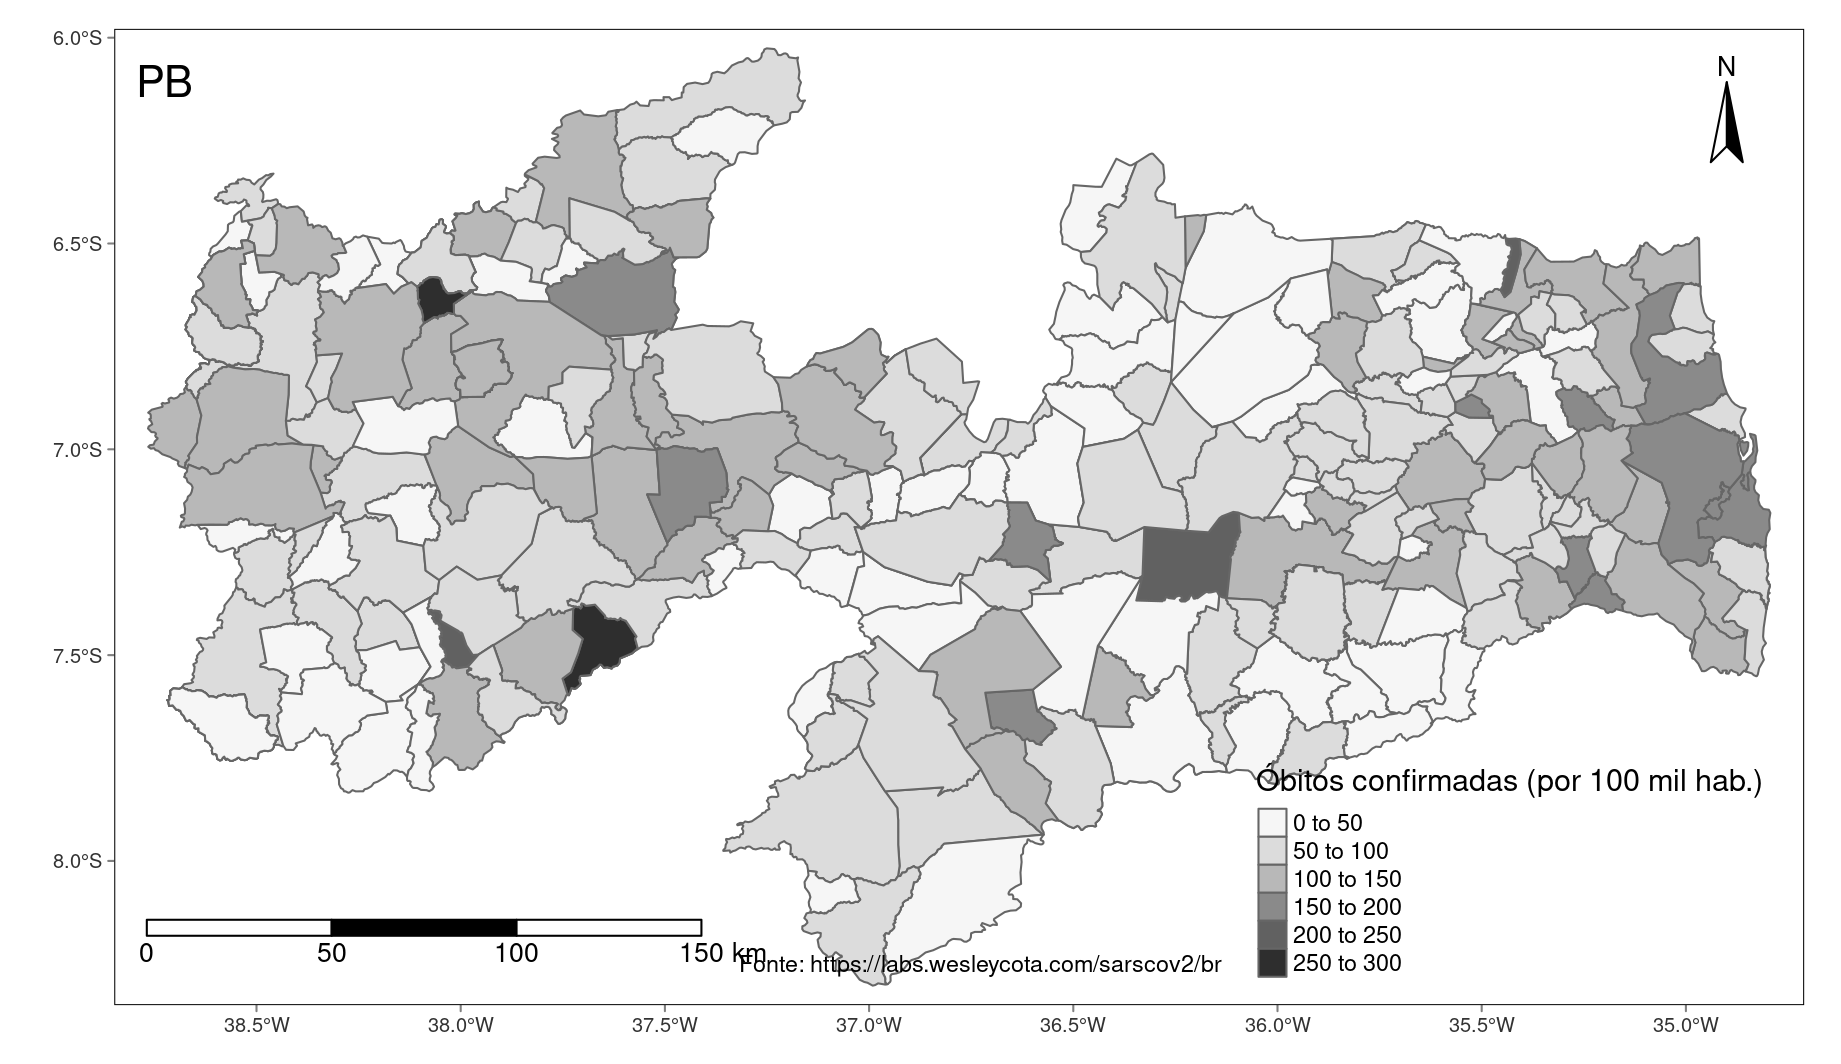 PB
N
6.0°S
6.5°S
7.0°S
7.5°S
8.0°S
Óbitos confirmadas (por 100 mil hab.)
0 to 50
50 to 100
100 to 150
150 to 200
200 to 250
250 to 300
0 50 100 150 km
Fonte: https://labs.wesleycota.com/sarscov2/br
38.5°W 38.0°W 37.5°W 37.0°W 36.5°W 36.0°W 35.5°W 35.0°W